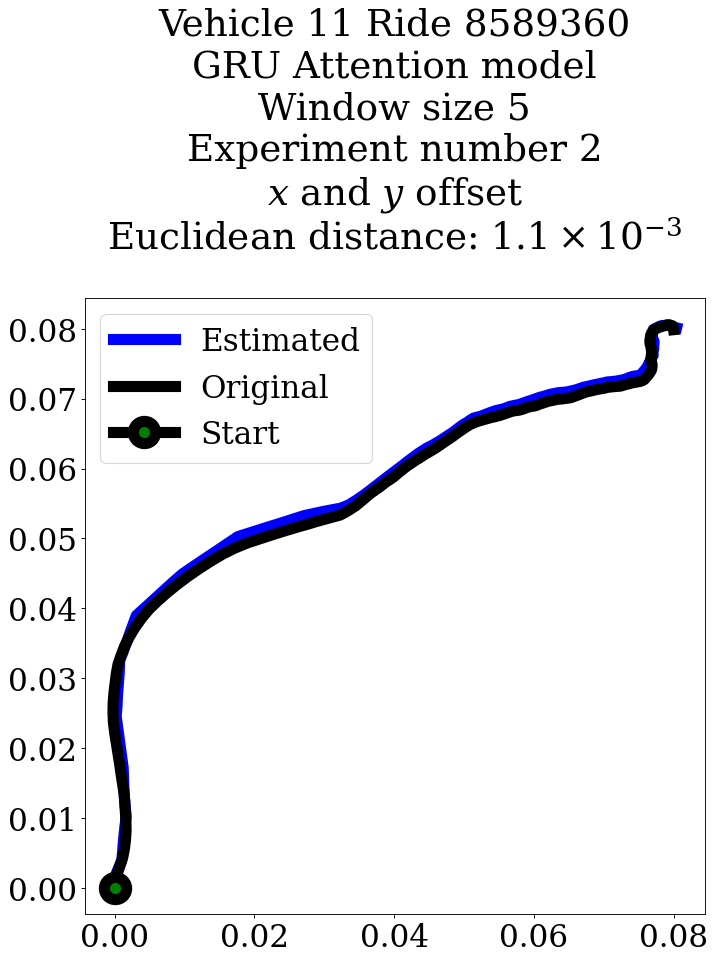 Vehicle 11 Ride 8589360
GRU Attention model
Window size 5
Experiment number 2
x and y offset
Euclidean distance: 1.1 × 10⁻³
Estimated
Original
Start
0.08
0.07
0.06
0.05
0.04
0.03
0.02
0.01
0.00
0.00 0.02 0.04 0.06 0.08